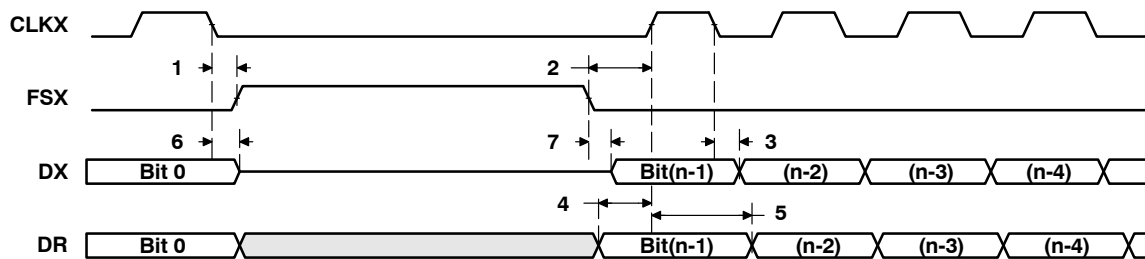 CLKX
1
2
FSX
6
7
3
DX
Bit 0
Bit(n-1)
(n-2)
(n-3)
(n-4)
4
5
DR
Bit 0
Bit(n-1)
(n-2)
(n-3)
(n-4)